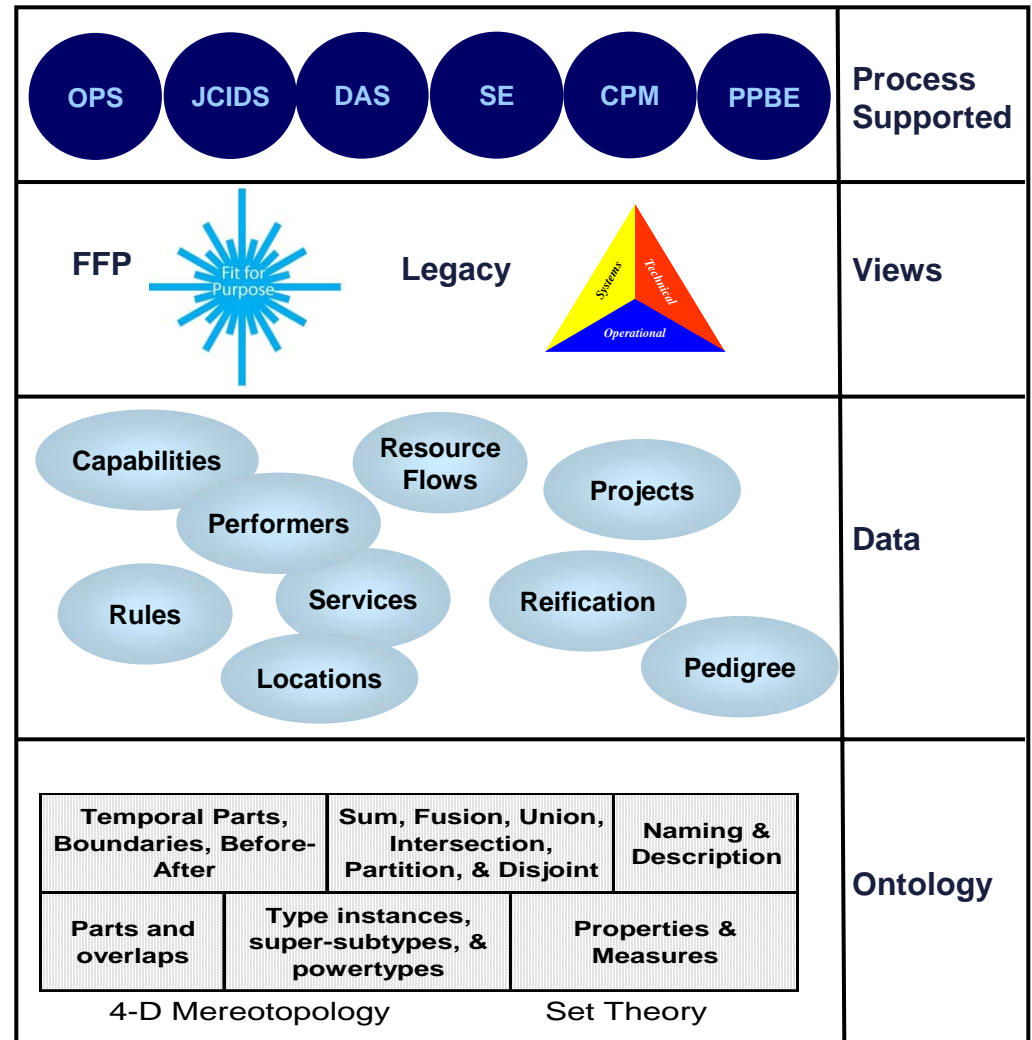 OPS
JCIDS
DAS
SE
CPM
PPBE
Process
Supported
FFP
Fit for
Purpose
Legacy
Systems
Technical
Operational
Views
Capabilities
Resource
Flows
Projects
Performers
Rules
Services
Reification
Locations
Pedigree
Data
Temporal Parts,
Boundaries, Before-
After
Sum, Fusion, Union,
Intersection,
Partition, & Disjoint
Naming &
Description
Parts and
overlaps
Type instances,
super-subtypes, &
powertypes
Properties &
Measures
4-D Mereotopology
Set Theory
Ontology